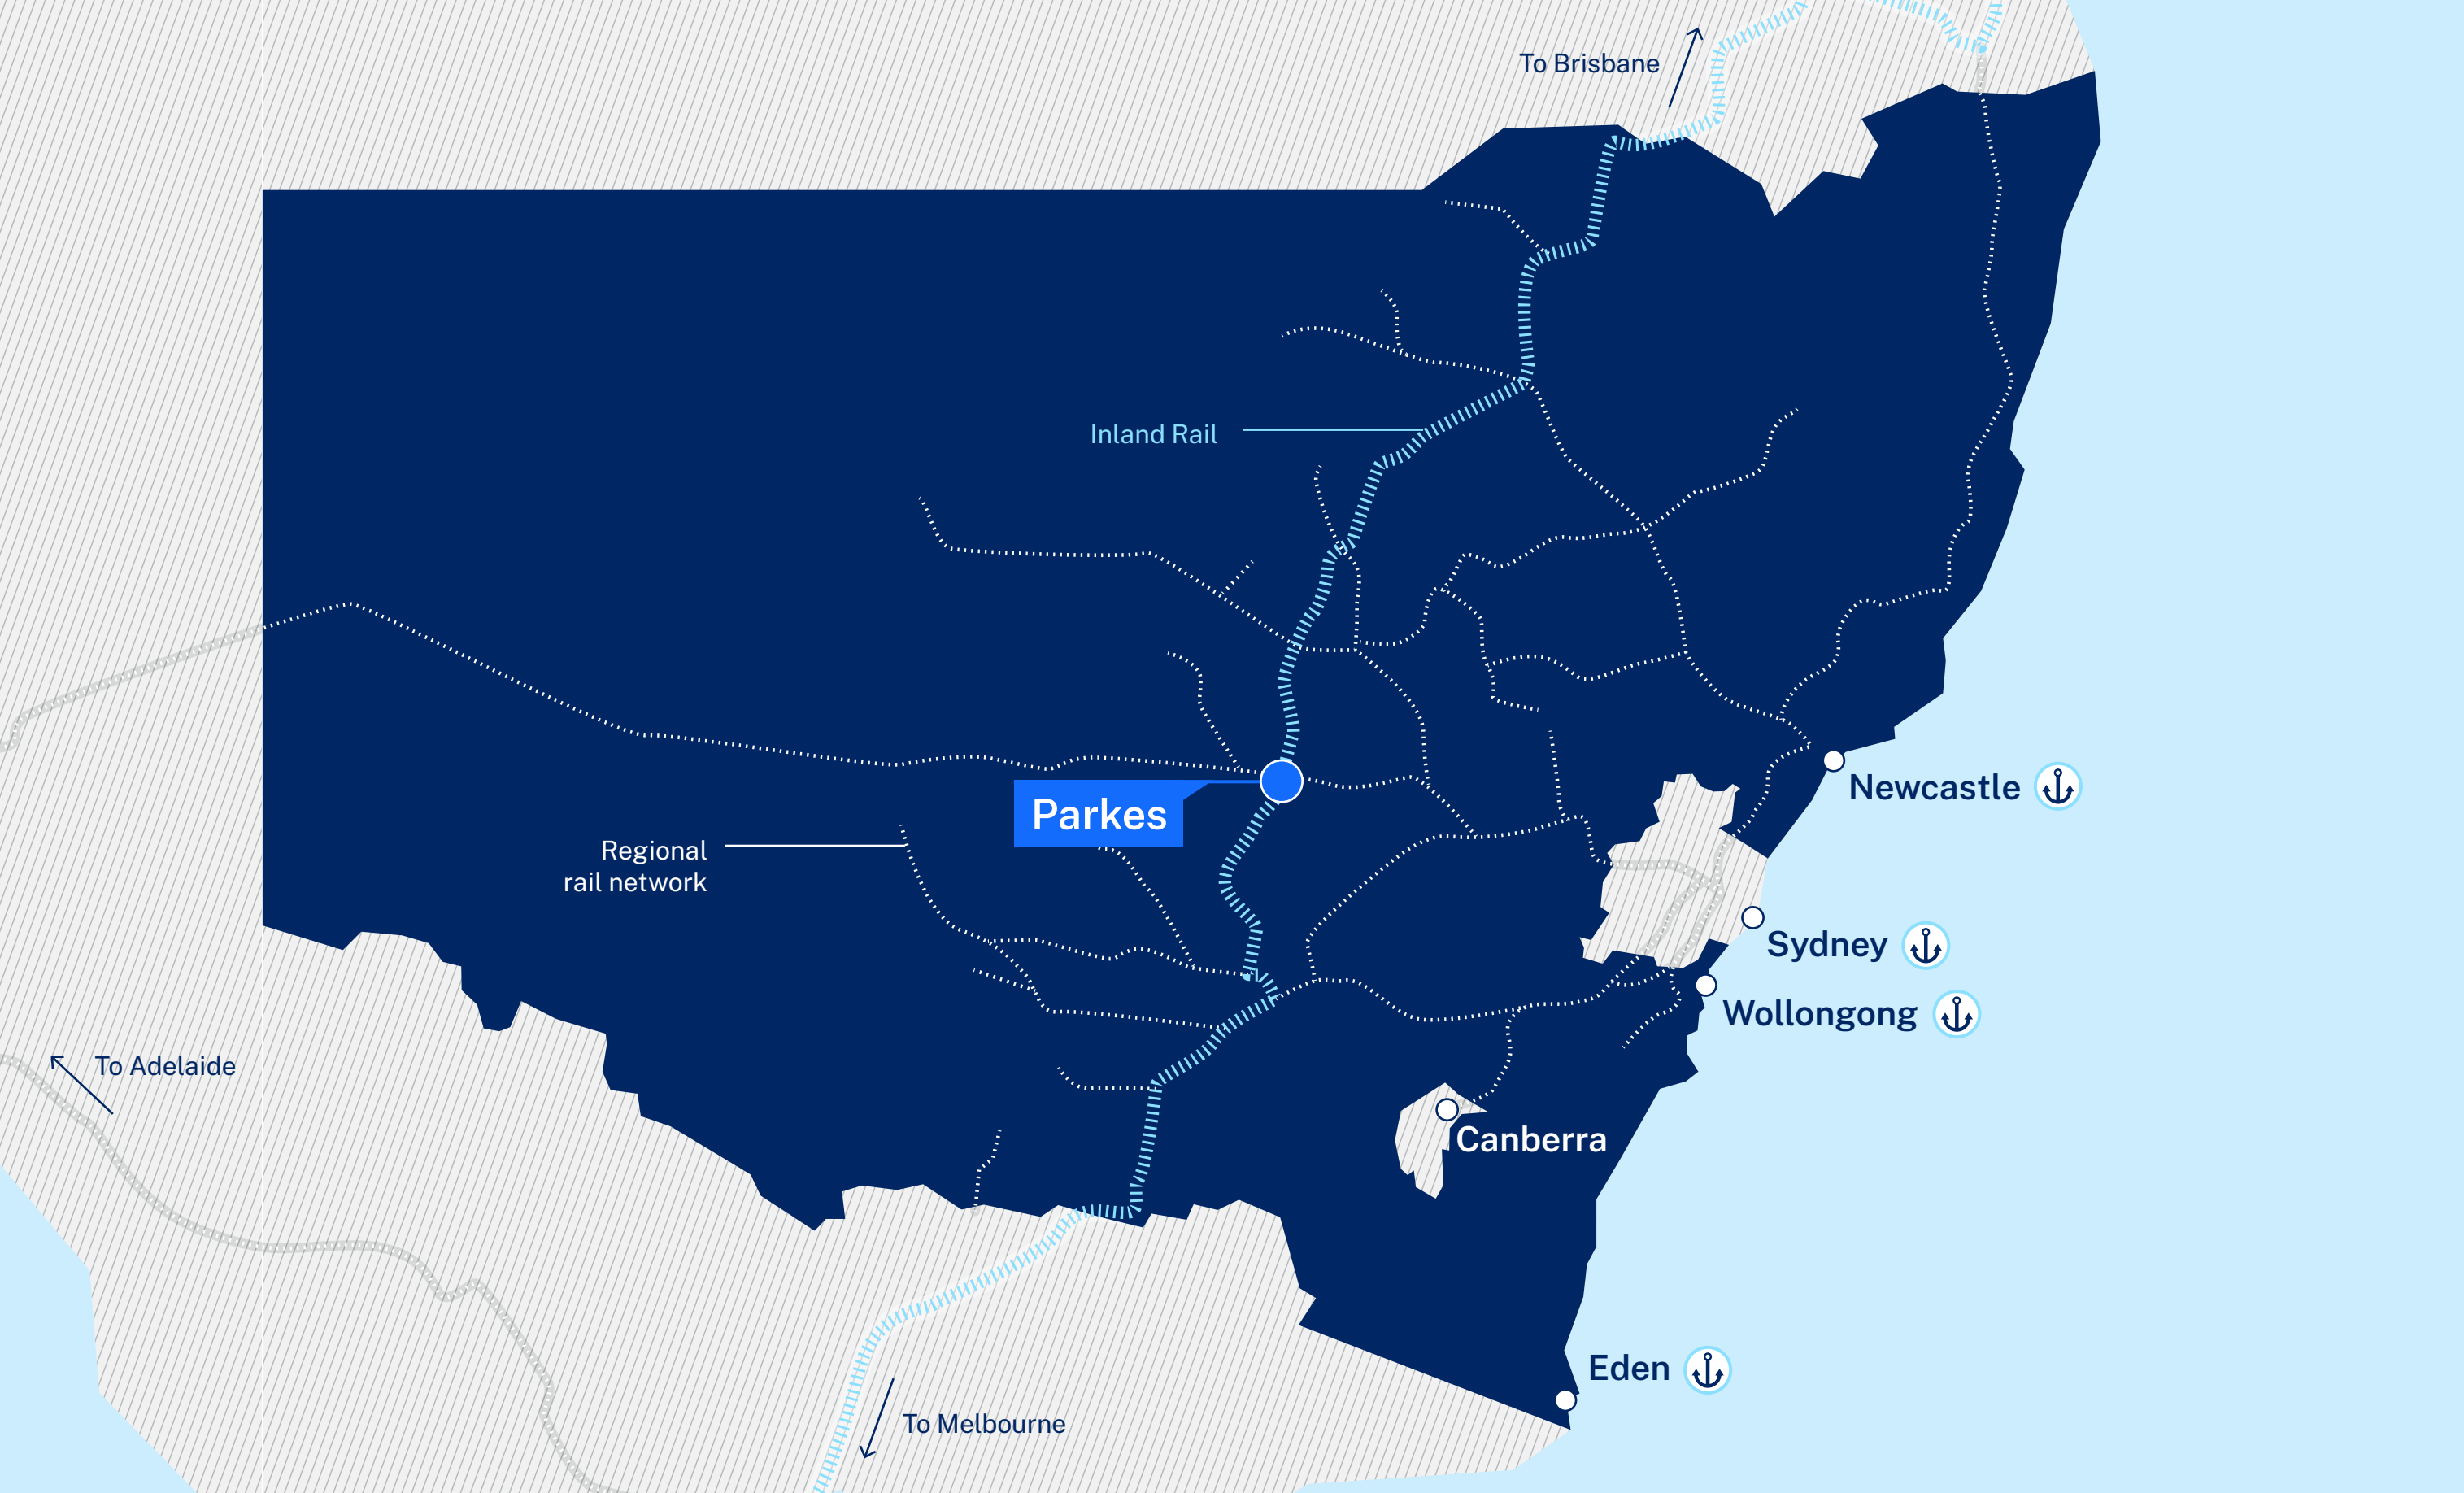 To Brisbane
Inland Rail
Newcastle
Parkes
Regional
rail network
Sydney
Wollongong
To Adelaide
Canberra
Eden
To Melbourne